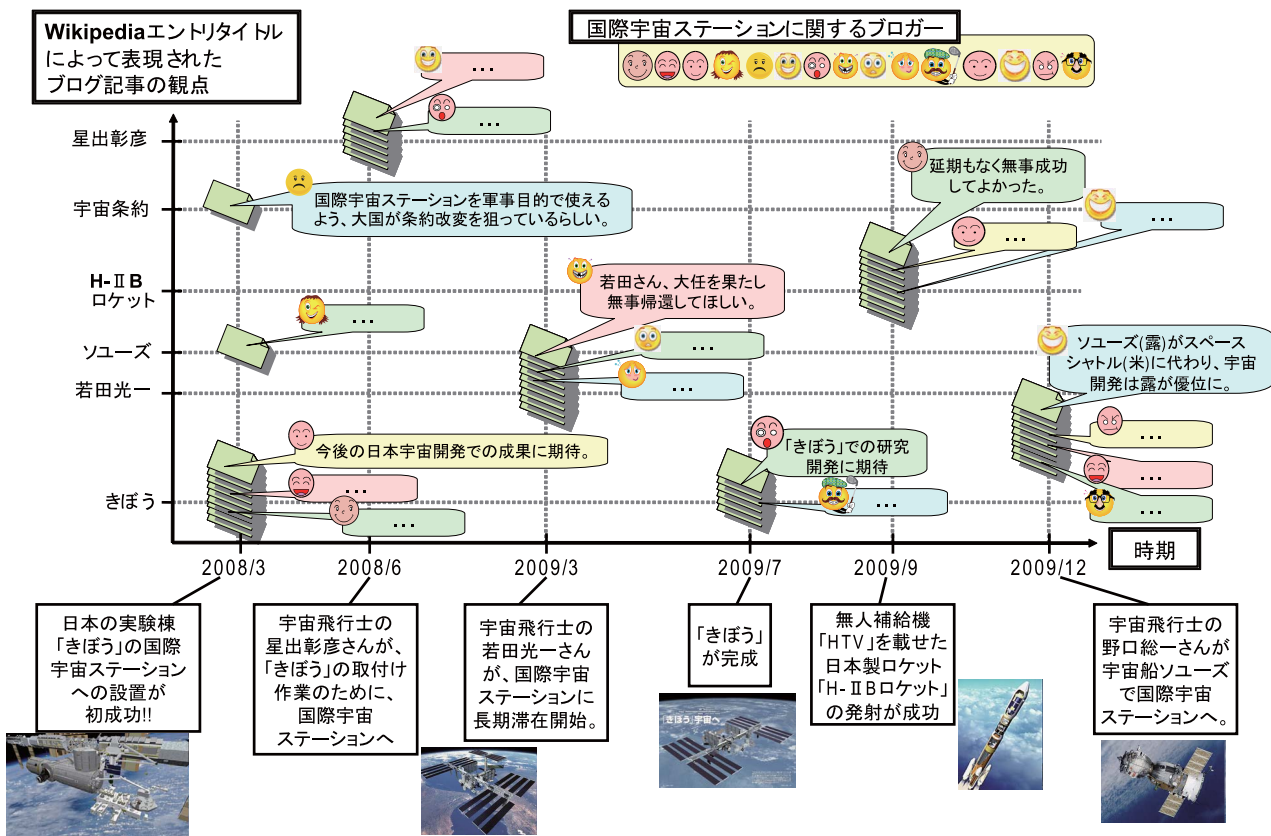 Wikipediaエントリタイトル
によって表現された
ブログ記事の観点
国際宇宙ステーションに関するブロガー
...
...
星出彰彦
延期もなく無事成功
してよかった。
宇宙条約
国際宇宙ステーションを軍事目的で使える
よう、大国が条約改変を狙っているらしい。
...
...
H-ⅡB
ロケット
若田さん、大任を果たし
無事帰還してほしい。
...
ソユーズ
...
ソユーズ(露)がスペース
シャトル(米)に代わり、宇宙
開発は露が優位に。
若田光一
...
今後の日本宇宙開発での成果に期待。
「きぼう」での研究
開発に期待
...
...
...
きぼう
...
...
...
時期
2008/3
2008/6
2009/3
2009/7
2009/9
2009/12
日本の実験棟
「きぼう」の国際
宇宙ステーション
への設置が
初成功!!
宇宙飛行士の
星出彰彦さんが、
「きぼう」の取付け
作業のために、
国際宇宙
ステーションへ
宇宙飛行士の
若田光一さん
が、国際宇宙
ステーションに
長期滞在開始。
「きぼう」
が完成
無人補給機
「HTV」を載せた
日本製ロケット
「H-ⅡBロケット」
の発射が成功
宇宙飛行士の
野口総一さんが
宇宙船ソユーズ
で国際宇宙
ステーションへ。
「きぼう」宇宙へ